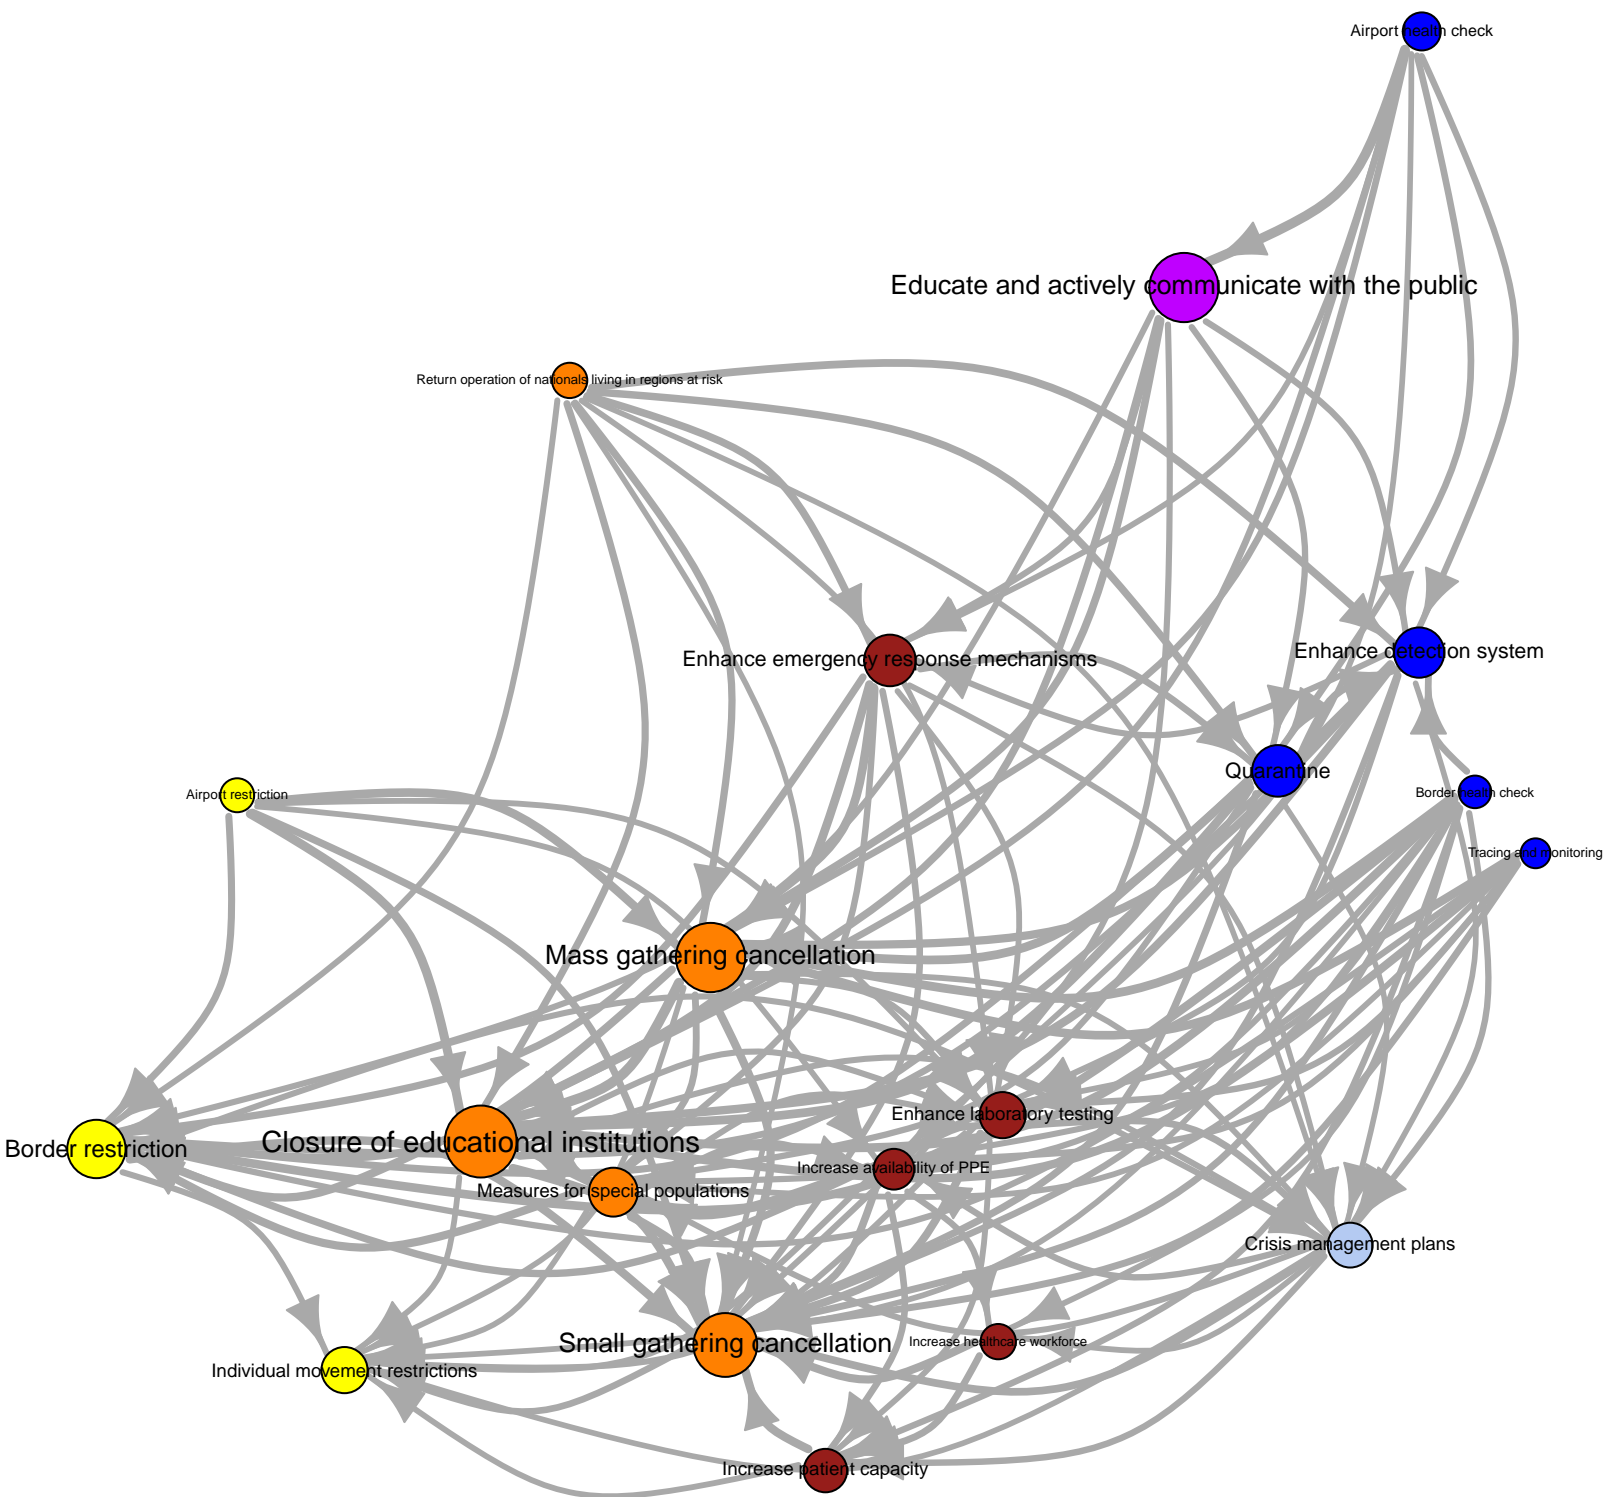 Airport health check
Educate and actively communicate with the public
Return operation of nationals living in regions at risk
Enhance detection system
Enhance emergency response mechanisms
Quarantine
Border health check
Airport restriction
Tracing and monitoring
Mass gathering cancellation
Enhance laboratory testing
Closure of educational institutions
Border restriction
Increase availability of PPE
Measures for special populations
Crisis management plans
Small gathering cancellation
Increase healthcare workforce
Individual movement restrictions
Increase patient capacity